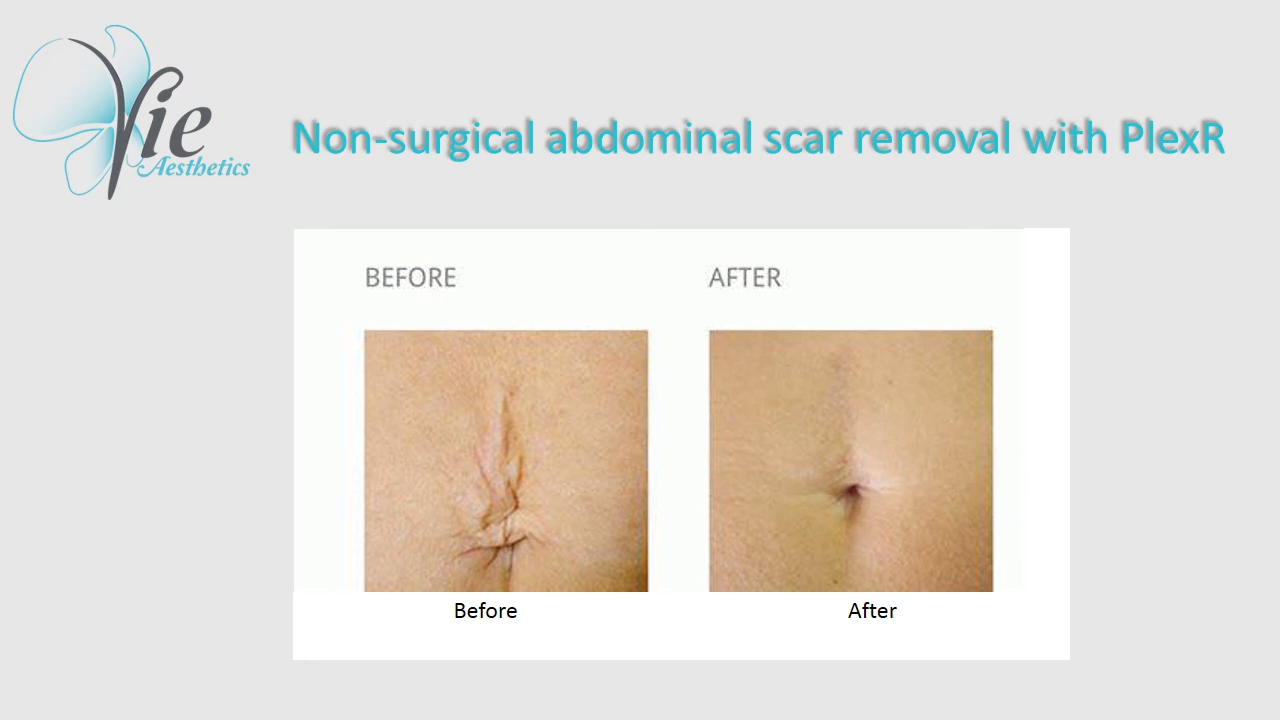 Vie
Aesthetics
Non-surgical abdominal scar removal with PlexR
BEFORE AFTER
Before After